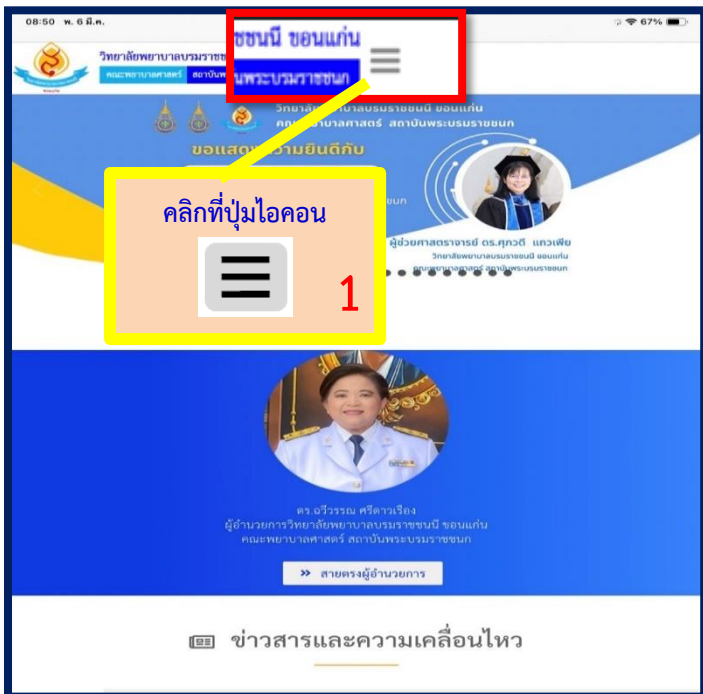 08:50 พ. 6 มี.ค.
67%
วิทยาลัยพยาบาลบรมราชช
คณะพยาบาลศาสตร์ สถาบันพ
ชชนนี ขอนแก่น
ันพระบรมราชชนก
วิทยาลัยพยาบาลบรมราชชนนี ขอนแก่น
คณะพยาบาลศาสตร์ สถาบันพระบรมราชชนก
ขอแสดงความยินดีกับ
ชนก
คลิกที่ปุ่มไอคอน
1
ผู้ช่วยศาสตราจารย์ ดร.ศุภวดี แถวเพีย
วิทยาลัยพยาบาลบรมราชชนนี ขอนแก่น
คณะพยาบาลศาสตร์ สถาบันพระบรมราชชนก
ดร.ฉวีวรรณ ศรีดาวเรือง
ผู้อำนวยการวิทยาลัยพยาบาลบรมราชชนนี ขอนแก่น
คณะพยาบาลศาสตร์ สถาบันพระบรมราชชนก
» สายตรงผู้อำนวยการ
ข่าวสารและความเคลื่อนไหว